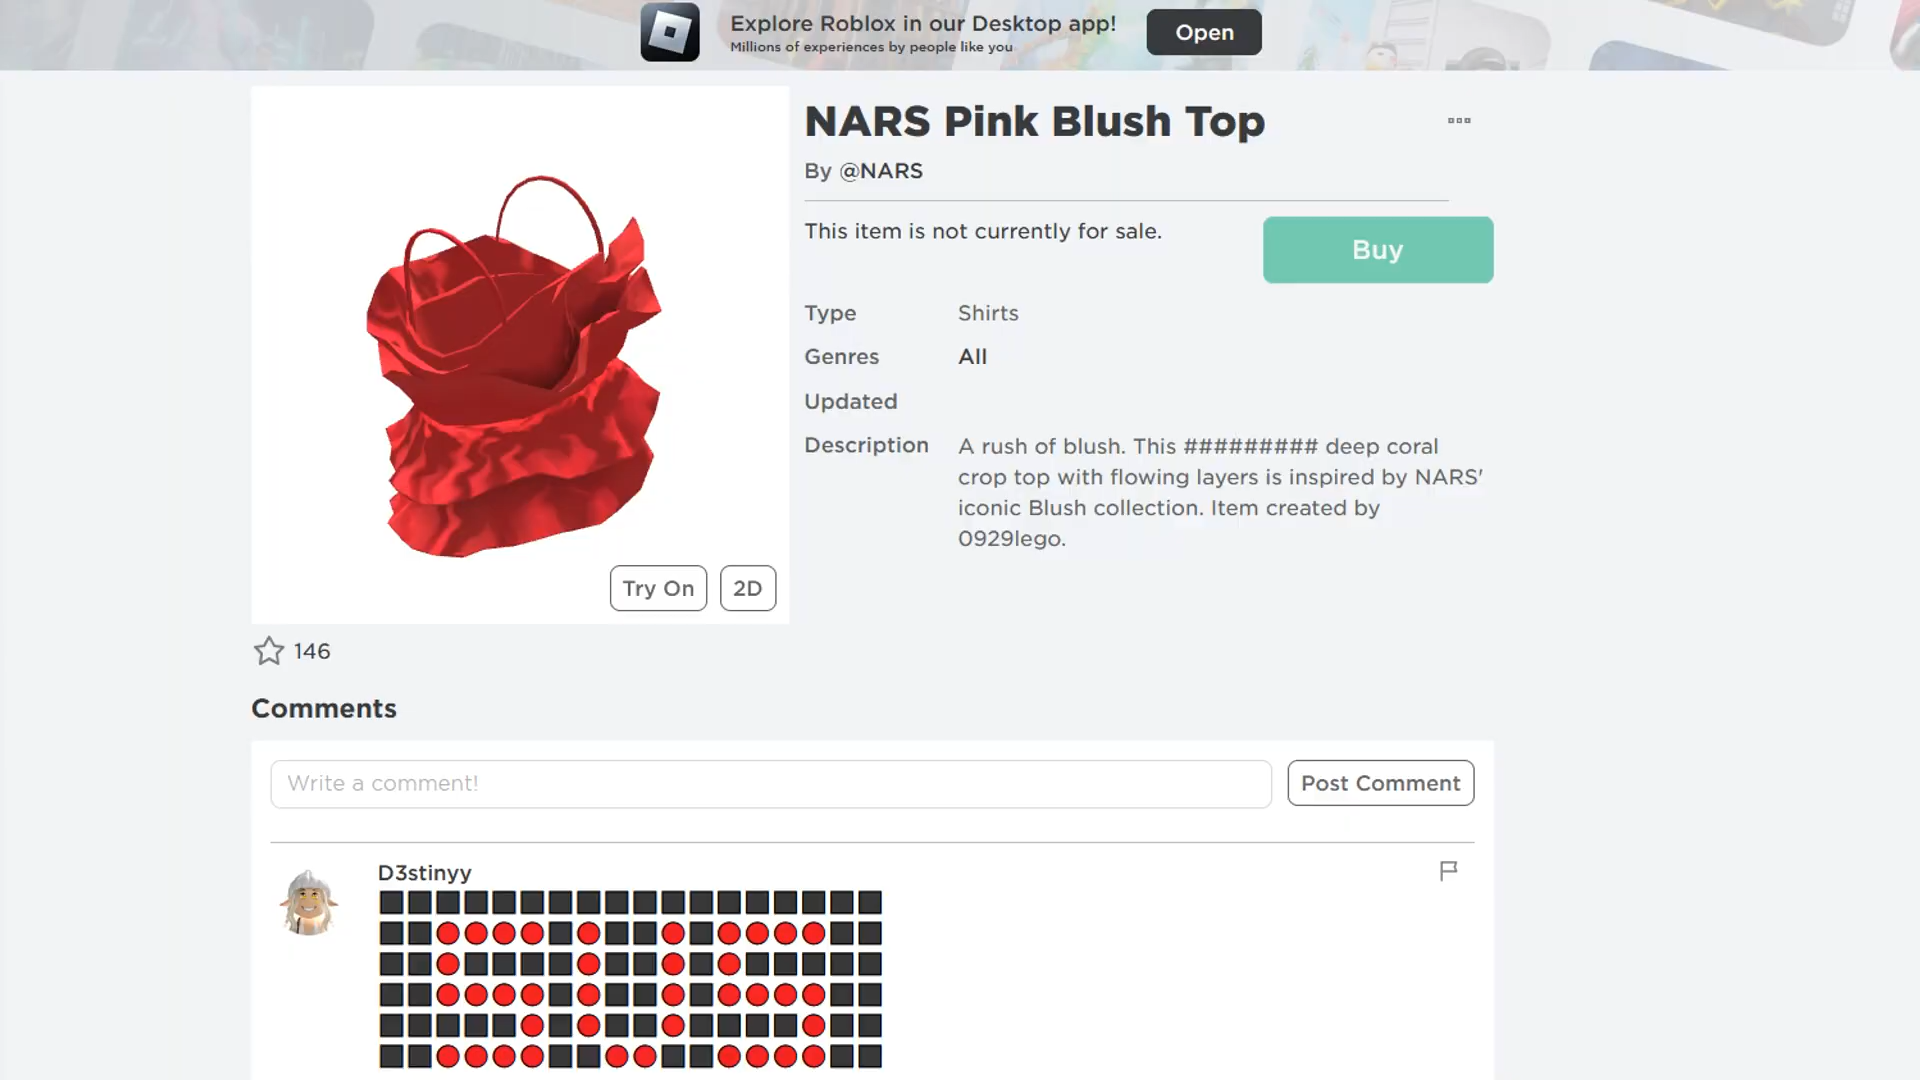 Explore Roblox in our Desktop app!
Millions of experiences by people like you
Open
NARS Pink Blush Top
By @NARS
This item is not currently for sale.
Buy
Type Shirts
Genres All
Updated
Description A rush of blush. This ######### deep coral
crop top with flowing layers is inspired by NARS'
iconic Blush collection. Item created by
0929lego.
Try On 2D
146
Comments
Write a comment!
Post Comment
D3stinyy
SUS